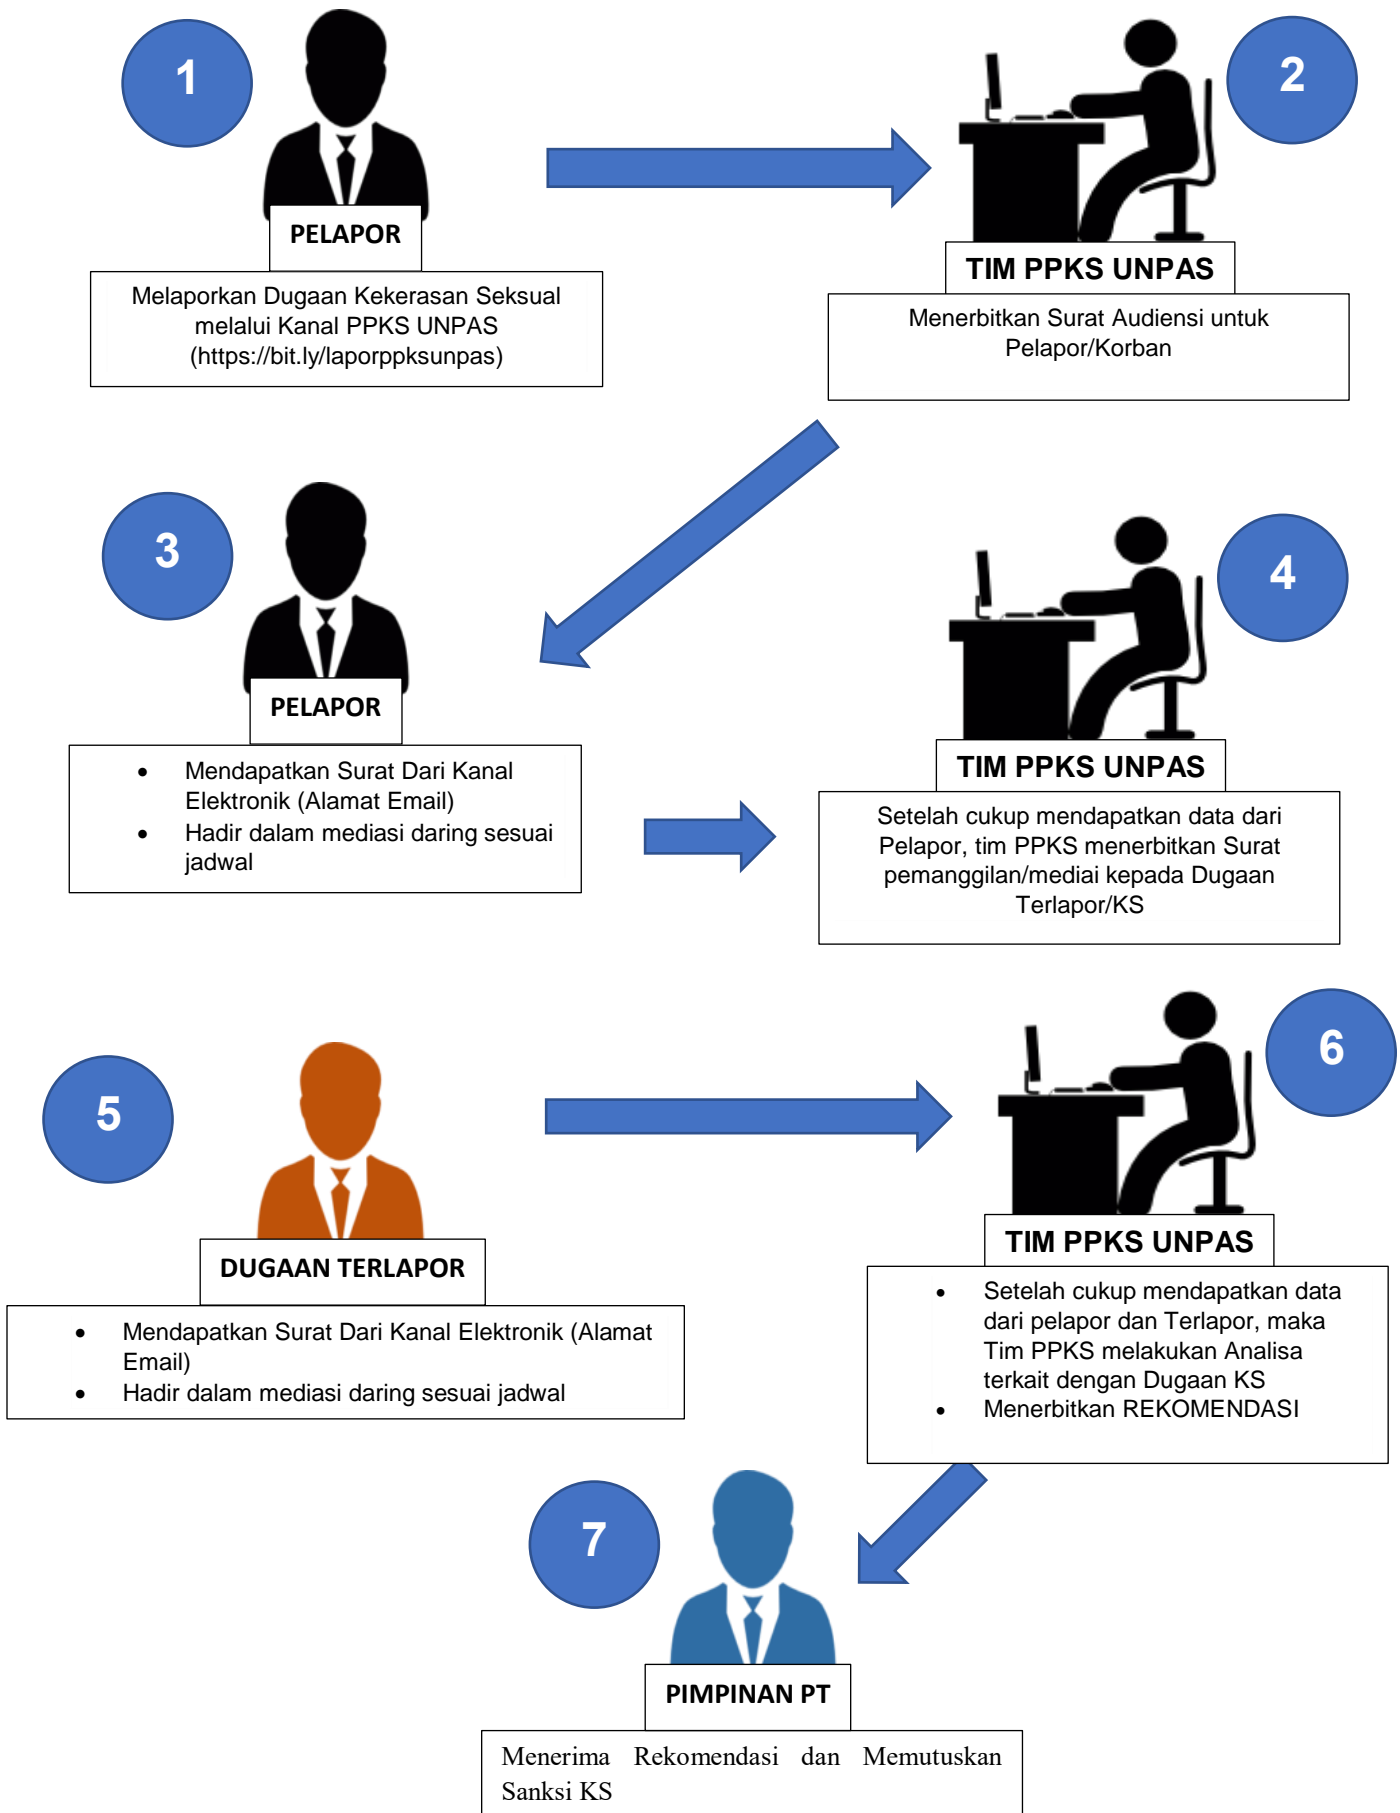 1
PELAPOR
Melaporkan Dugaan Kekerasan Seksual
melalui Kanal PPKS UNPAS
(https://bit.ly/laporppksunpas)
2
TIM PPKS UNPAS
Menerbitkan Surat Audiensi untuk
Pelapor/Korban
3
PELAPOR
• Mendapatkan Surat Dari Kanal
Elektronik (Alamat Email)
• Hadir dalam mediasi daring sesuai
jadwal
4
TIM PPKS UNPAS
Setelah cukup mendapatkan data dari
Pelapor, tim PPKS menerbitkan Surat
pemanggilan/mediai kepada Dugaan
Terlapor/KS
5
DUGAAN TERLAPOR
• Mendapatkan Surat Dari Kanal Elektronik (Alamat
Email)
• Hadir dalam mediasi daring sesuai jadwal
6
TIM PPKS UNPAS
• Setelah cukup mendapatkan data
dari pelapor dan Terlapor, maka
Tim PPKS melakukan Analisa
terkait dengan Dugaan KS
• Menerbitkan REKOMENDASI
7
PIMPINAN PT
Menerima Rekomendasi dan Memutuskan
Sanksi KS